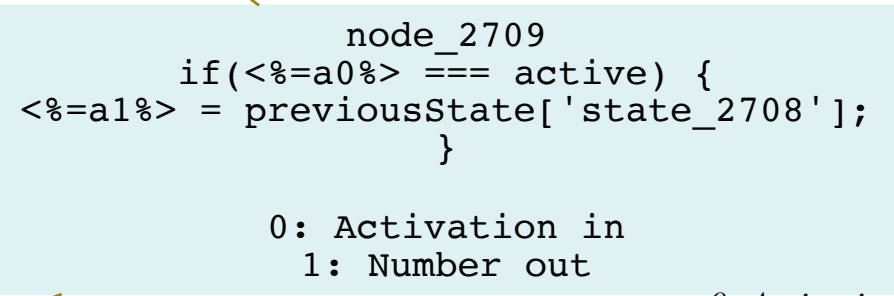 node_2709
if(<%=a0%> === active) {
<%=a1%> = previousState['state_2708'];
}
0: Activation in
1: Number out